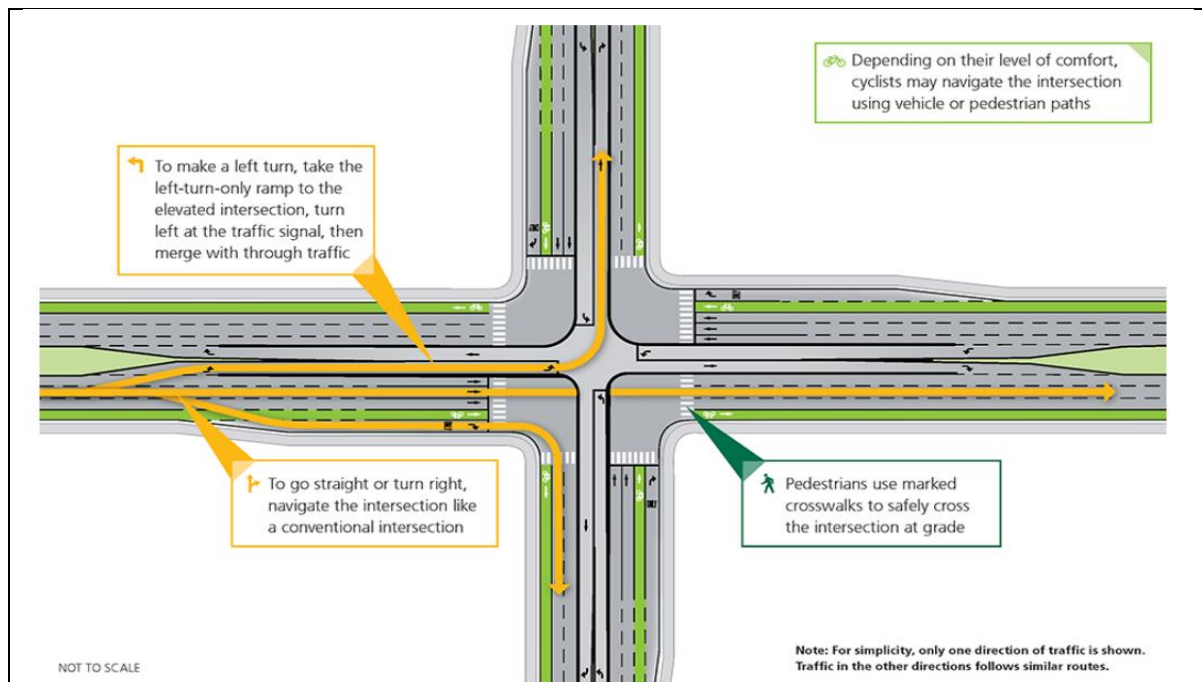 Depending on their level of comfort,
cyclists may navigate the intersection
using vehicle or pedestrian paths
To make a left turn, take the
left-turn-only ramp to the
elevated intersection, turn
left at the traffic signal, then
merge with through traffic
To go straight or turn right,
navigate the intersection like
a conventional intersection
Pedestrians use marked
crosswalks to safely cross
the intersection at grade
NOT TO SCALE
Note: For simplicity, only one direction of traffic is shown.
Traffic in the other directions follows similar routes.